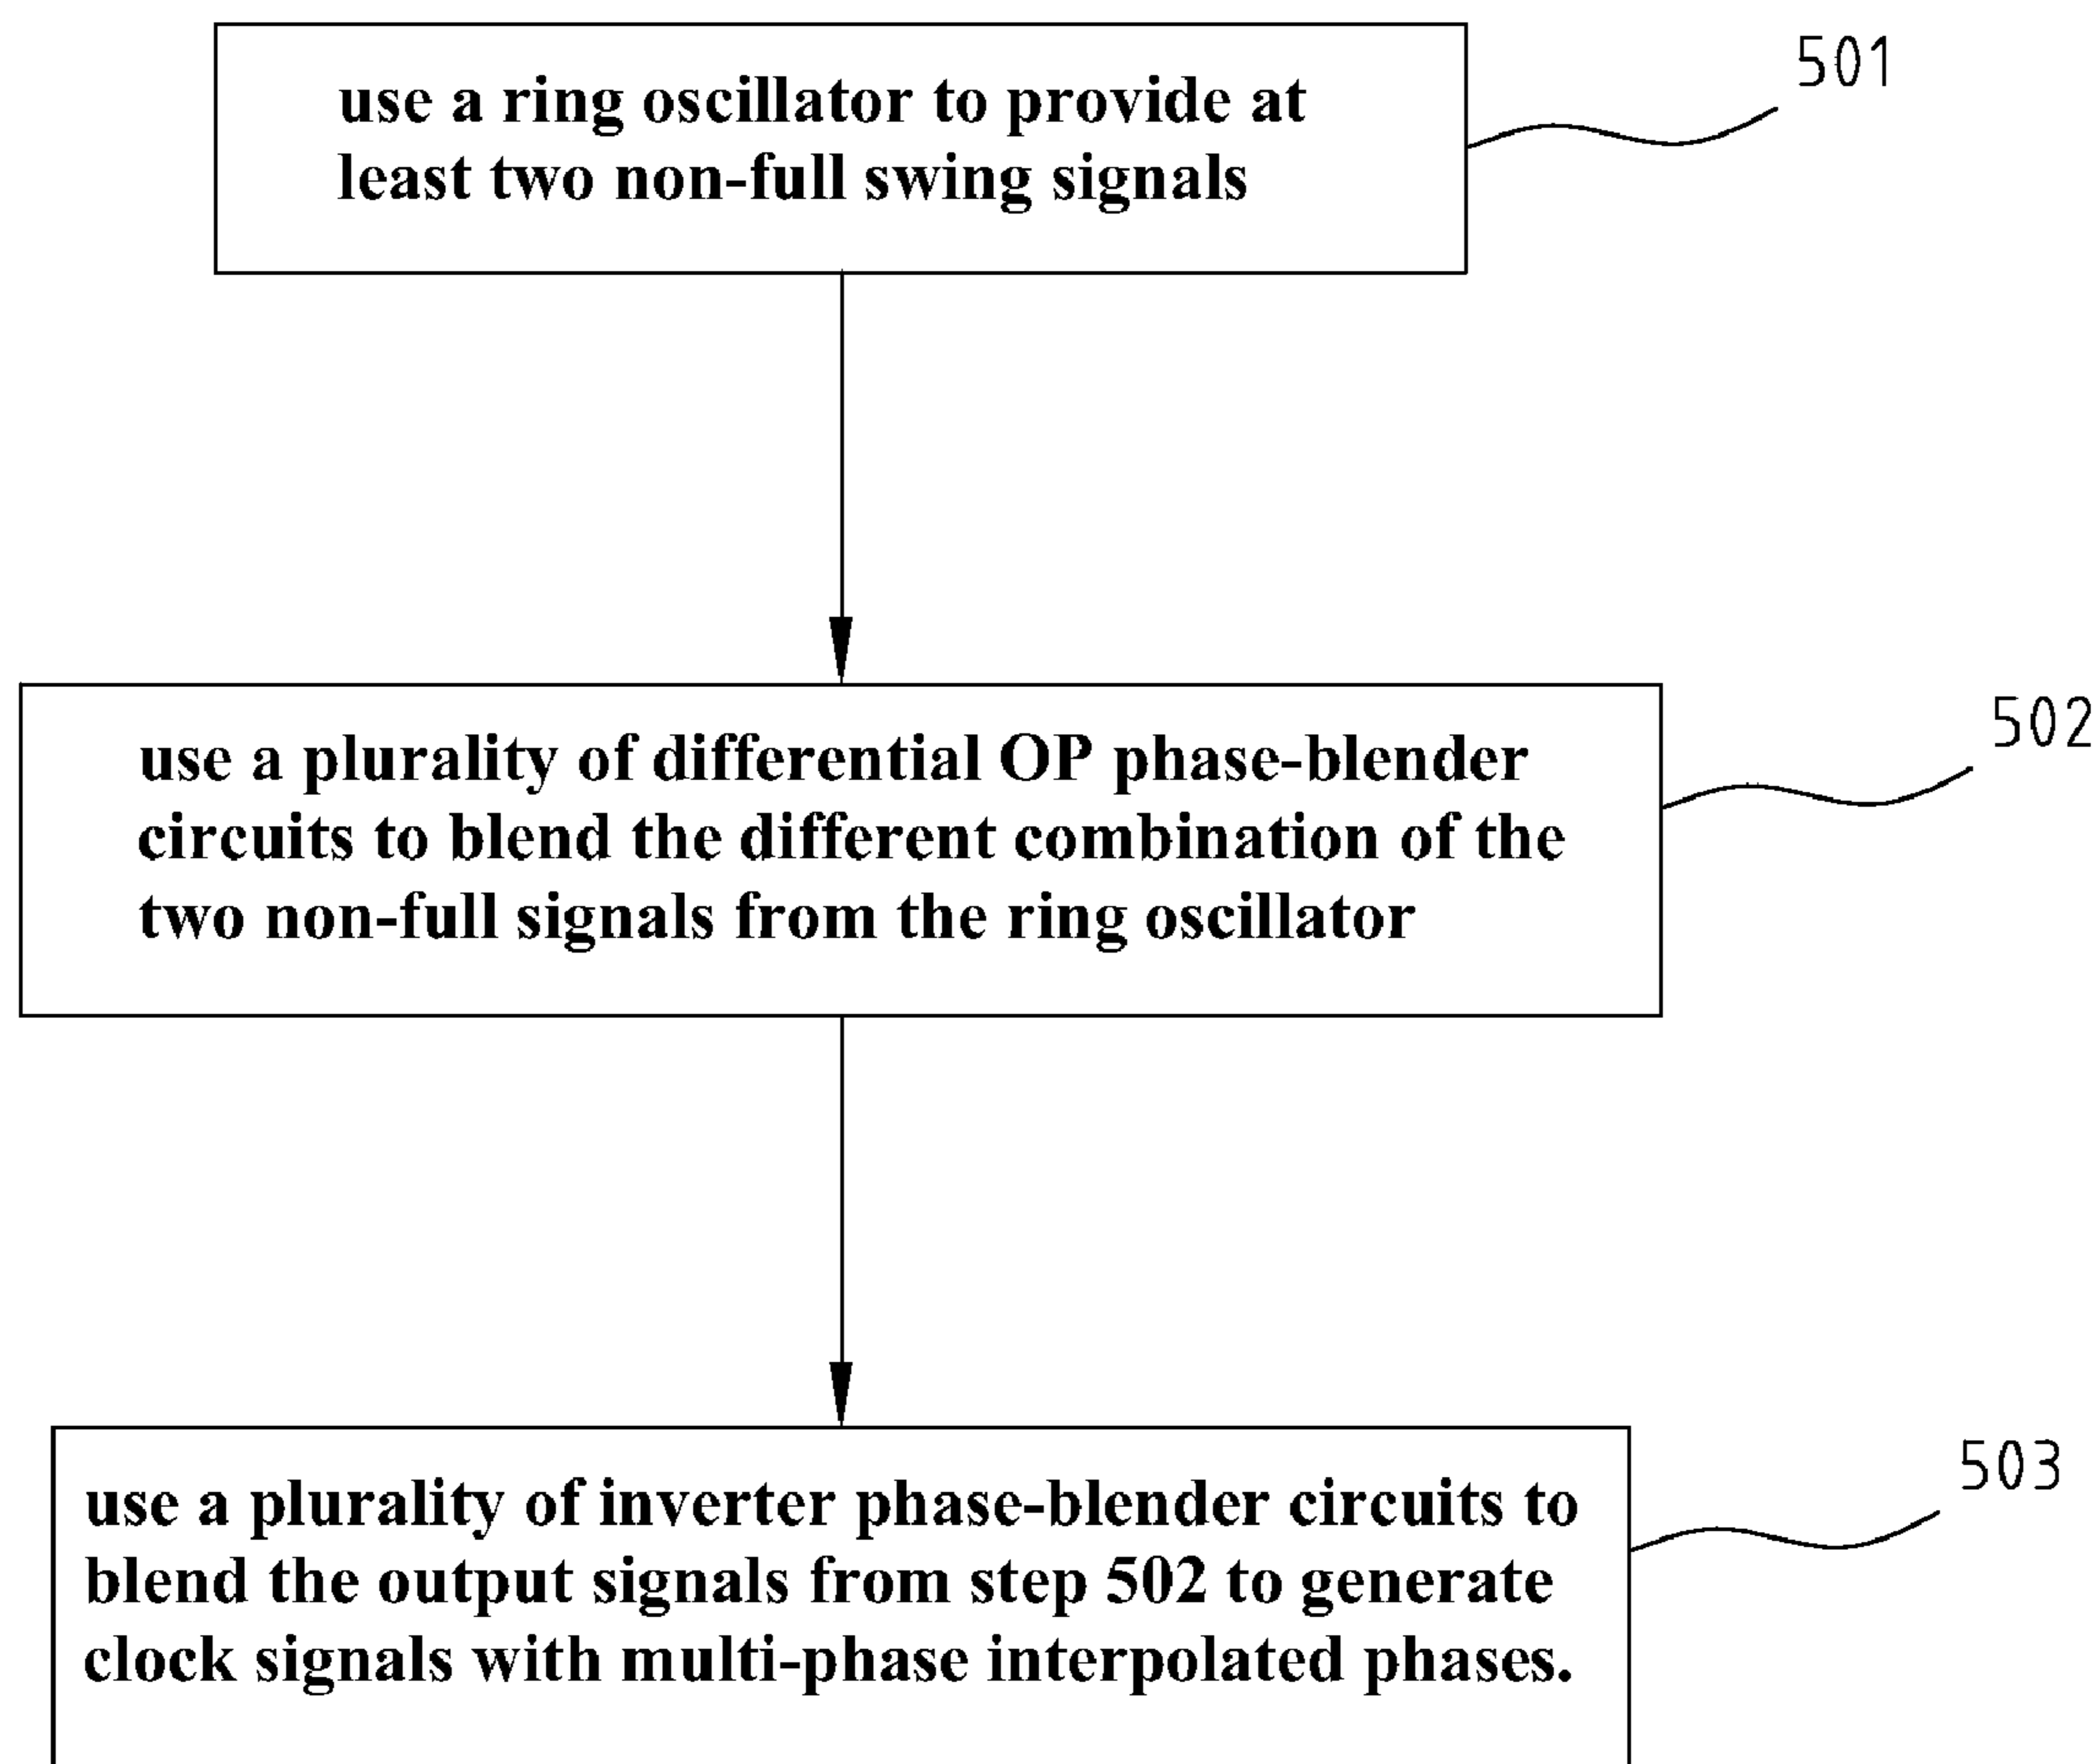 501
use a ring oscillator to provide at
least two non-full swing signals
502
use a plurality of differential OP phase-blender
circuits to blend the different combination of the
two non-full signals from the ring oscillator
503
use a plurality of inverter phase-blender circuits to
blend the output signals from step 502 to generate
clock signals with multi-phase interpolated phases.